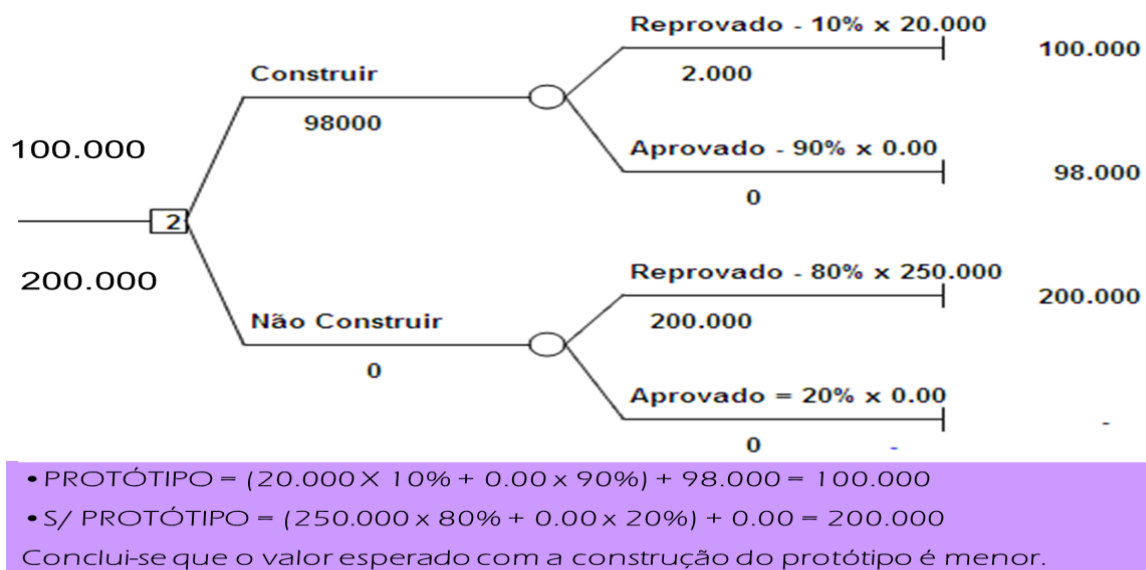 Reprovado - 10% x 20.000
100.000
2.000
Construir
98000
100.000
Aprovado - 90% x 0.00
98.000
0
2
200.000
Reprovado - 80% x 250.000
200.000
200.000
Não Construir
0
Aprovado = 20% x 0.00
-
0 -
• PROTÓTIPO = (20.000 X 10% + 0.00 x 90%) + 98.000 = 100.000
• S/ PROTÓTIPO = (250.000 x 80% + 0.00 x 20%) + 0.00 = 200.000
Conclui-se que o valor esperado com a construção do protótipo é menor.